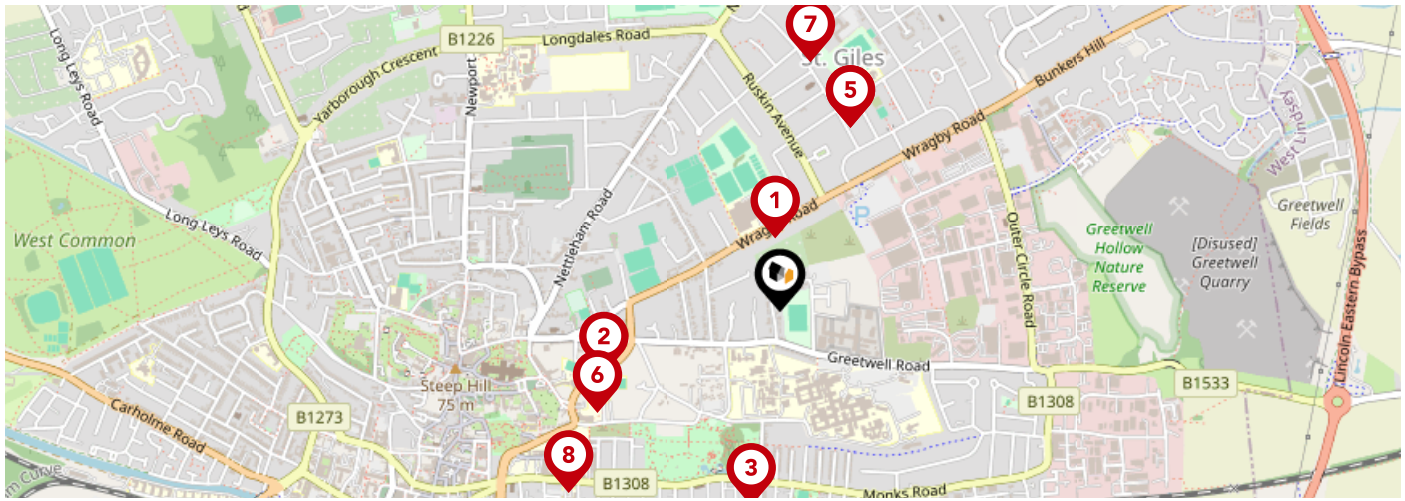 Long Leys Road
B1226
Longdales Road
7
St. Giles
5
Yarborough Crescent
Newport
Ruskin Avenue
Bunkers Hill
Wragby Road
West Lindsey
1
Wragby Road
P
Long Leys Road
West Common
Nettleham Road
Outer Circle Road
Greetwell
Hollow
Nature
Reserve
[Disused]
Greetwell
Quarry
Greetwell
Fields
Lincoln Eastern Bypass
2
6
Greetwell Road
Steep Hill
75 m
B1533
B1308
B1273
Carholme Road
8
B1308
3
Monks Road
m Curve